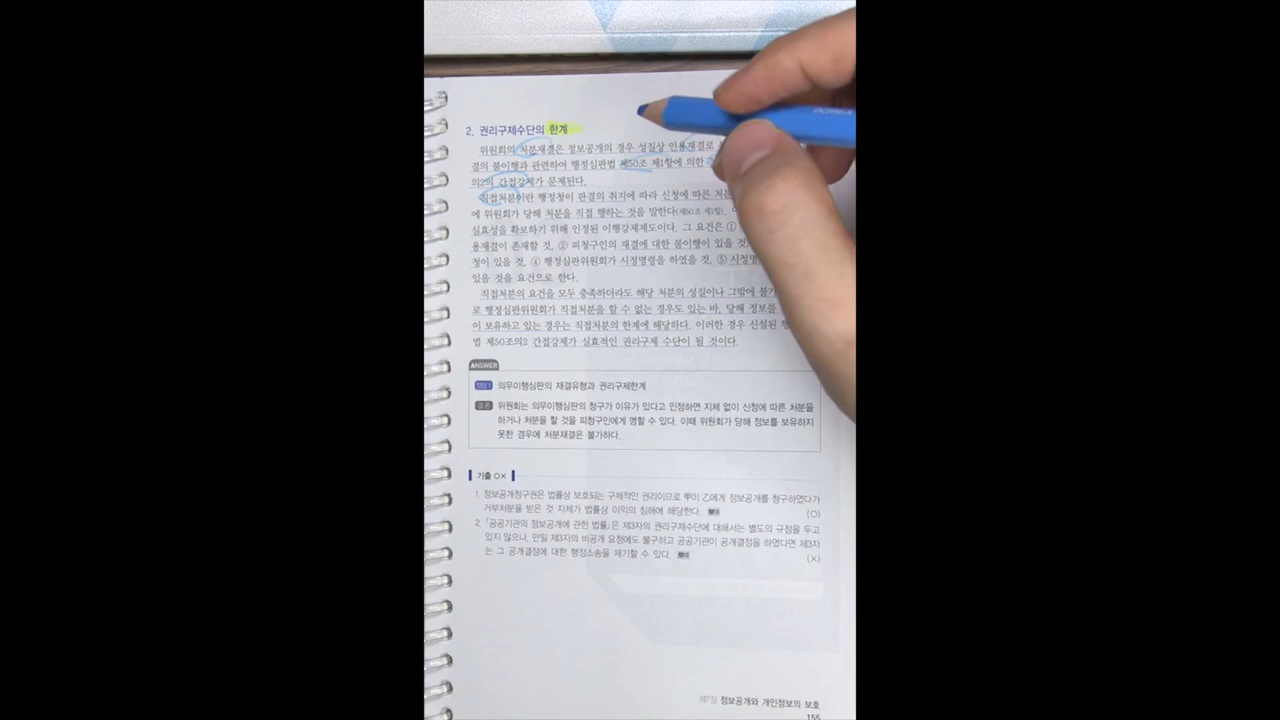 2. 권리구제수단의 한계
위원회의 처분재결은 정보공개의 경우 성질상 인용재결로
결의 불이행과 관련하여 행정심판법 제50조 제1항에 의한
의2의 간접강제가 문제된다.
직접처분이란 행정청이 판결의 취지에 따라 신청에 따른
에 위원회가 당해 처분을 직접 행하는 것을 말한다(제50조 제1항).
실효성을 확보하기 위해 인정된 이행강제제도이다. 그 요건은 ①
용재결이 존재할 것, ② 피청구인의 재결에 대한 불이행이 있을 것,
청이 있을 것, ④ 행정심판위원회가 시정명령을 하였을 것, ⑤
있을 것을 요건으로 한다.
직접처분의 요건을 모두 충족하더라도 해당 처분의 성질이나 그밖에
로 행정심판위원회가 직접처분을 할 수 없는 경우도 있는 바, 당해 정보를
이 보유하고 있는 경우는 직접처분의 한계에 해당하다. 이러한 경우 신설된
법 제50조의2 간접강제가 실효적인 권리구제 수단이 될 것이다.
ANSWER
쟁점 1 의무이행심판의 재결유형과 권리구제한계
결론 위원회는 의무이행심판의 청구가 이유가 있다고 인정하면 지체 없이 신청에 따른 처분을
하거나 처분을 할 것을 피청구인에게 명할 수 있다. 이때 위원회가 당해 정보를 보유하지
못한 경우에 처분재결은 불가하다.
기출 OX
1. 정보공개청구권은 법률상 보호되는 구체적인 권리이므로 甲이 乙에게 정보공개를 청구하였다가
거부처분을 받은 것 자체가 법률상 이익의 침해에 해당한다. (O)
2. 「공공기관의 정보공개에 관한 법률」은 제3자의 권리구제수단에 대해서는 별도의 규정을 두고
있지 않으나, 만일 제3자의 비공개 요청에도 불구하고 공공기관이 공개결정을 하였다면 제3자
는 그 공개결정에 대한 행정소송을 제기할 수 있다. (X)
제7장 정보공개와 개인정보의 보호
155